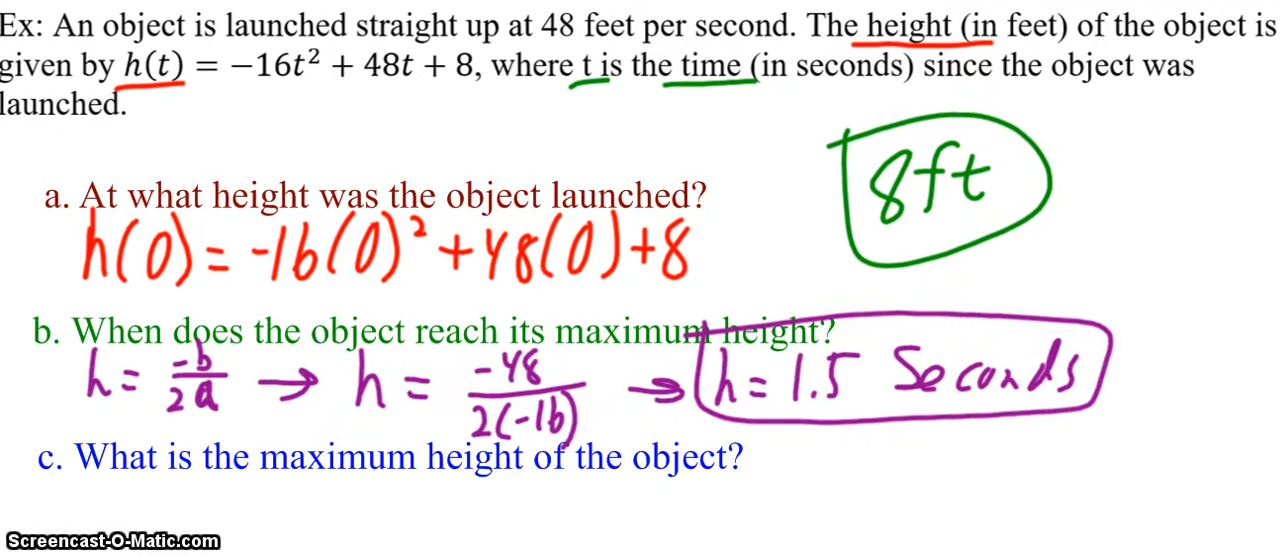 Ex: An object is launched straight up at 48 feet per second. The height (in feet) of the object is
given by h(t) = −16t² + 48t + 8, where t is the time (in seconds) since the object was
launched.
8ft
a. At what height was the object launched?
h(0) = -16(0)² + 48(0) + 8
b. When does the object reach its maximum height?
h = -b/2a → h = -48/2(-16) → h = 1.5 Seconds
c. What is the maximum height of the object?
Screencast-O-Matic.com